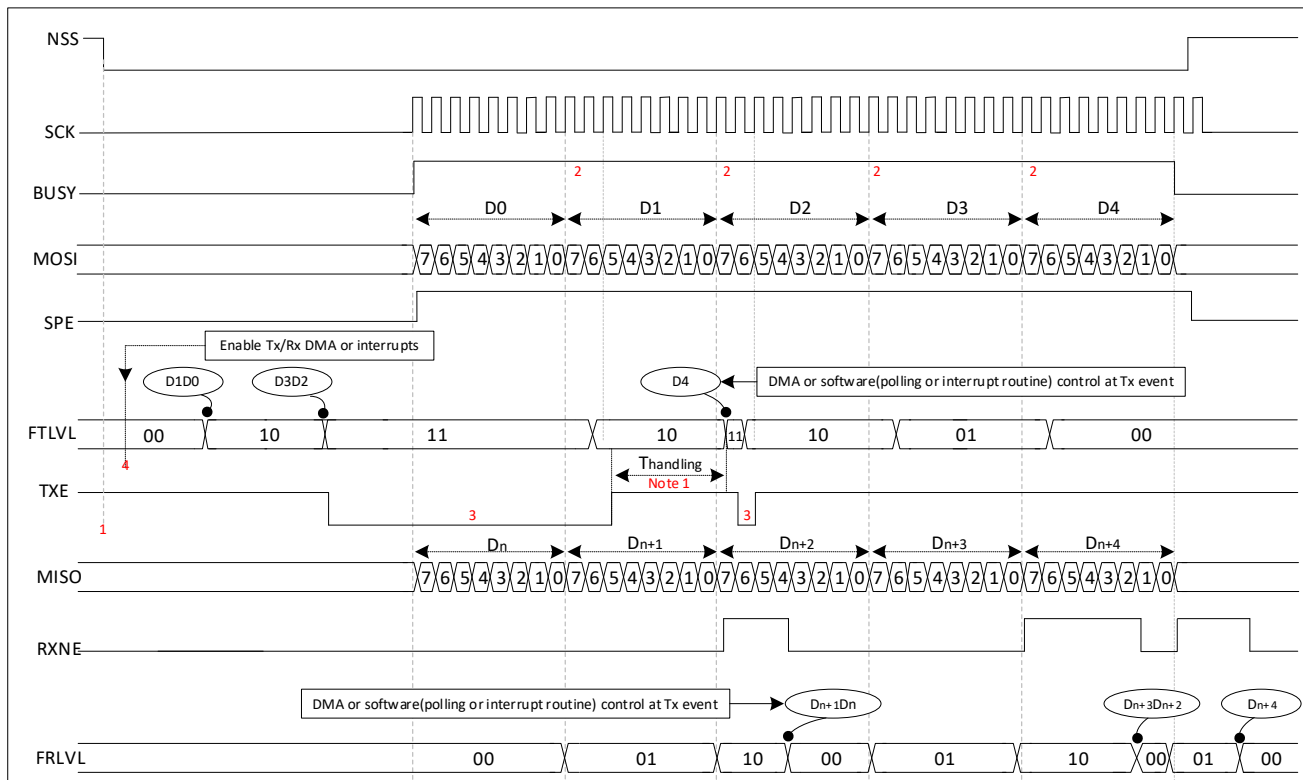 NSS
SCK
2 2 2 2
BUSY
D0 D1 D2 D3 D4
MOSI 7 6 5 4 3 2 1 0 7 6 5 4 3 2 1 0 7 6 5 4 3 2 1 0 7 6 5 4 3 2 1 0 7 6 5 4 3 2 1 0
SPE
Enable Tx/Rx DMA or interrupts
D1D0 D3D2 D4 DMA or software(polling or interrupt routine) control at Tx event
FTLVL 00 10 11 10 11 10 01 00
4 Thandling
Note 1
TXE
1 3 3
Dn Dn+1 Dn+2 Dn+3 Dn+4
MISO 7 6 5 4 3 2 1 0 7 6 5 4 3 2 1 0 7 6 5 4 3 2 1 0 7 6 5 4 3 2 1 0 7 6 5 4 3 2 1 0
RXNE
DMA or software(polling or interrupt routine) control at Tx event Dn+1Dn Dn+3Dn+2 Dn+4
FRLVL 00 01 10 00 01 10 00 01 00